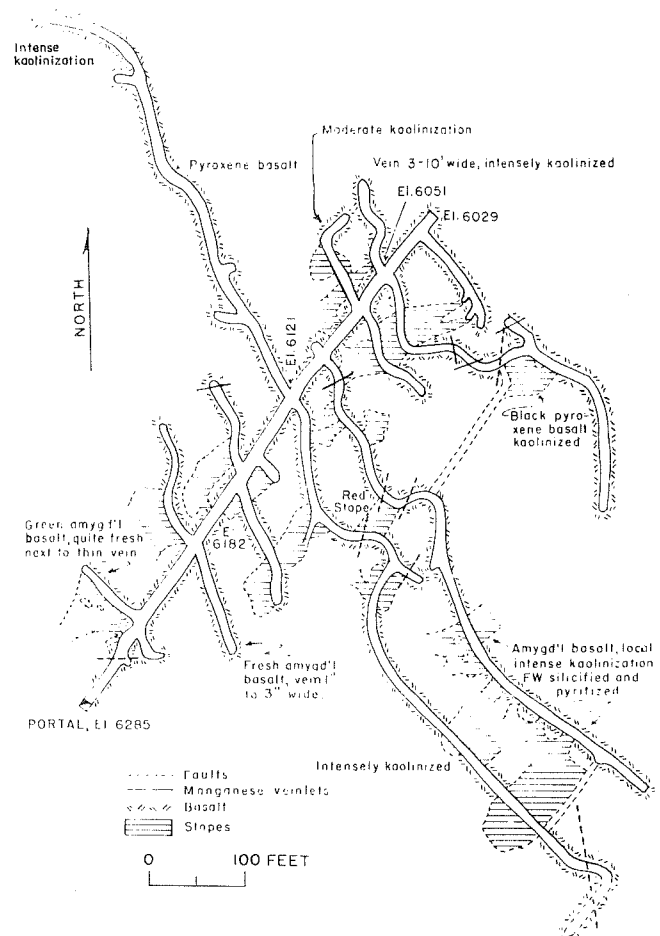 Intense
kaolinization
Moderate kaolinization
Pyroxene basalt
Vein 3-10' wide, intensely kaolinized
El. 6051
El. 6029
NORTH
El. 6121
Black pyro-
xene basalt
kaolinized
Red
Stope
Green amygd'l
basalt, quite fresh
next to thin vein
El.
6182
Fresh amygd'l
basalt, vein 1"
to 3" wide.
Amygd'l basalt, local
intense kaolinization
FW silicified and
pyritized
PORTAL, El 6285
Intensely kaolinized
Faults
Manganese veinlets
Basalt
Stopes
0 100 FEET